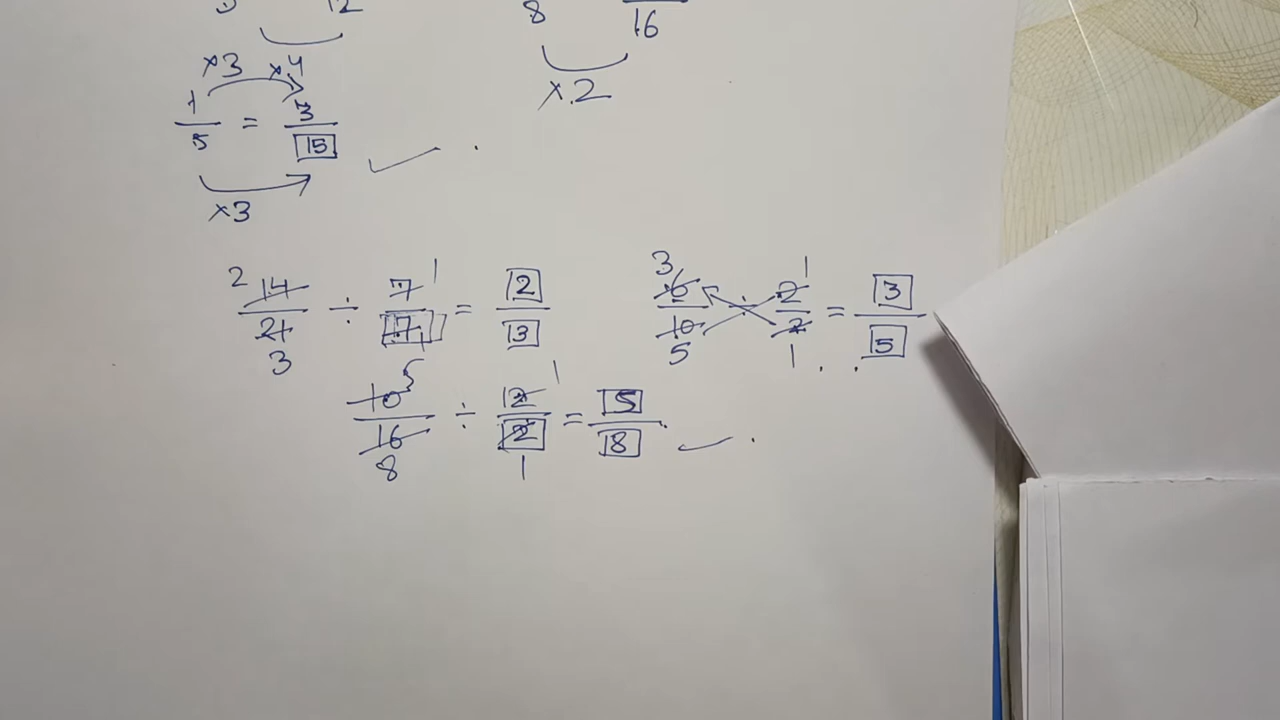 12
8
16
×3 ×4
×2
1/5 = 3/15
×3
2 14/21 3 ÷ 7/7 1 = 2/3
3 6/10 5 ÷ 2/2 1 1 = 3/5
10/16 5 8 ÷ 12/2 1 1 = 5/8